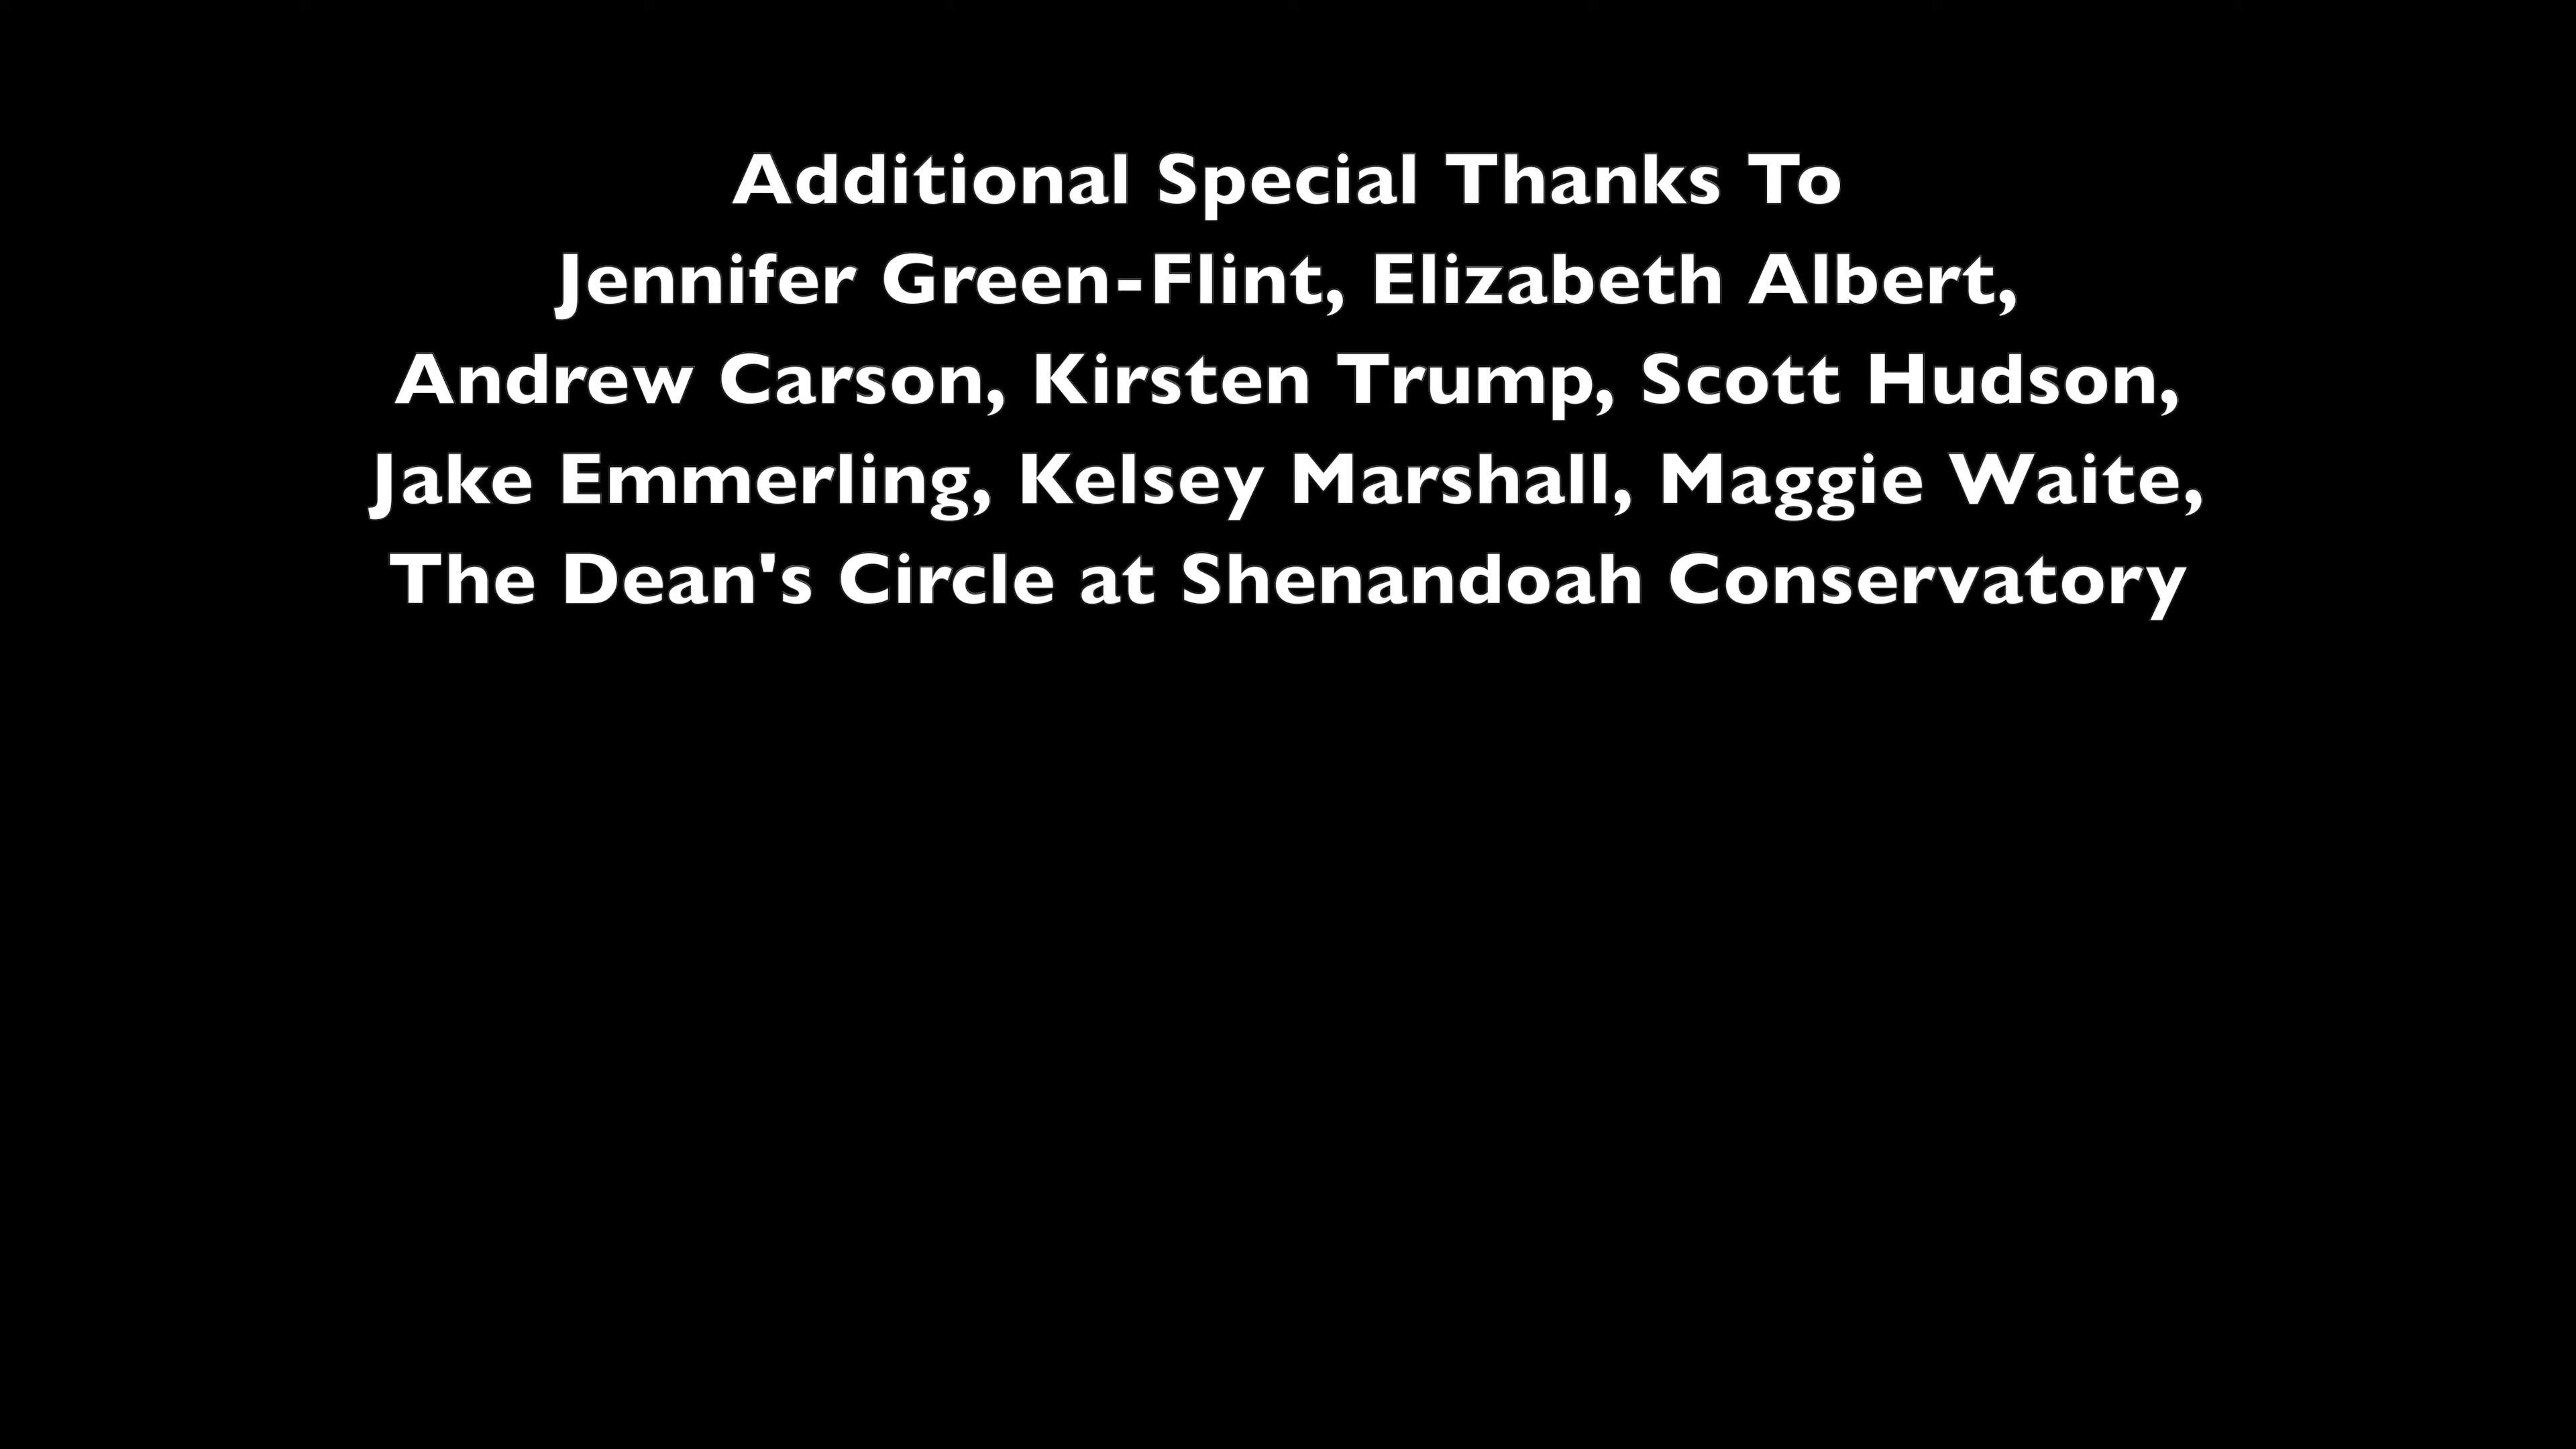 Additional Special Thanks To
Jennifer Green-Flint, Elizabeth Albert,
Andrew Carson, Kirsten Trump, Scott Hudson,
Jake Emmerling, Kelsey Marshall, Maggie Waite,
The Dean's Circle at Shenandoah Conservatory